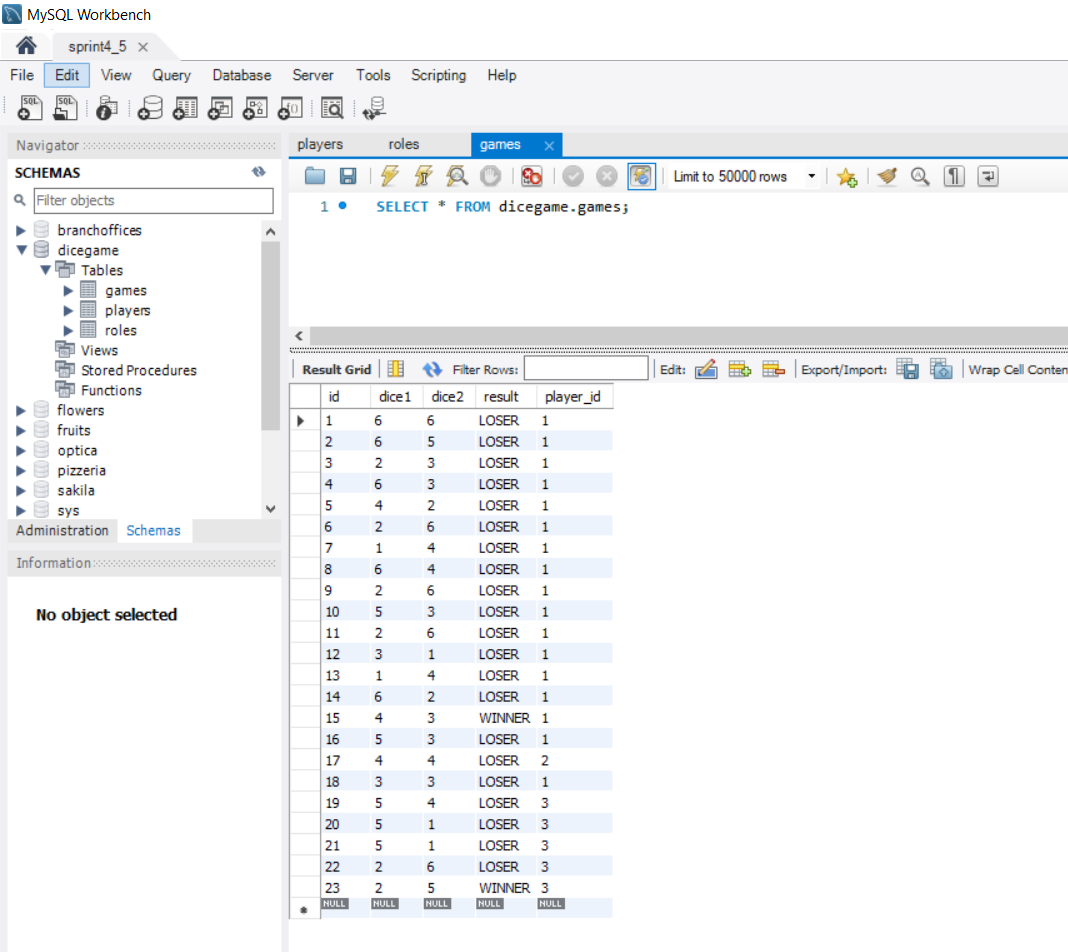 MySQL Workbench
sprint4_5
File Edit View Query Database Server Tools Scripting Help
SQL SQL
Navigator
SCHEMAS
Filter objects
branchoffices
dicegame
Tables
games
players
roles
Views
Stored Procedures
Functions
flowers
fruits
optica
pizzeria
sakila
sys
Administration Schemas
Information
No object selected
players roles games
Limit to 50000 rows
1 SELECT * FROM dicegame.games;
Result Grid Filter Rows: Edit: Export/Import: Wrap Cell Conten
id dice1 dice2 result player_id
1 6 6 LOSER 1
2 6 5 LOSER 1
3 2 3 LOSER 1
4 6 3 LOSER 1
5 4 2 LOSER 1
6 2 6 LOSER 1
7 1 4 LOSER 1
8 6 4 LOSER 1
9 2 6 LOSER 1
10 5 3 LOSER 1
11 2 6 LOSER 1
12 3 1 LOSER 1
13 1 4 LOSER 1
14 6 2 LOSER 1
15 4 3 WINNER 1
16 5 3 LOSER 1
17 4 4 LOSER 2
18 3 3 LOSER 1
19 5 4 LOSER 3
20 5 1 LOSER 3
21 5 1 LOSER 3
22 2 6 LOSER 3
23 2 5 WINNER 3
NULL NULL NULL NULL NULL